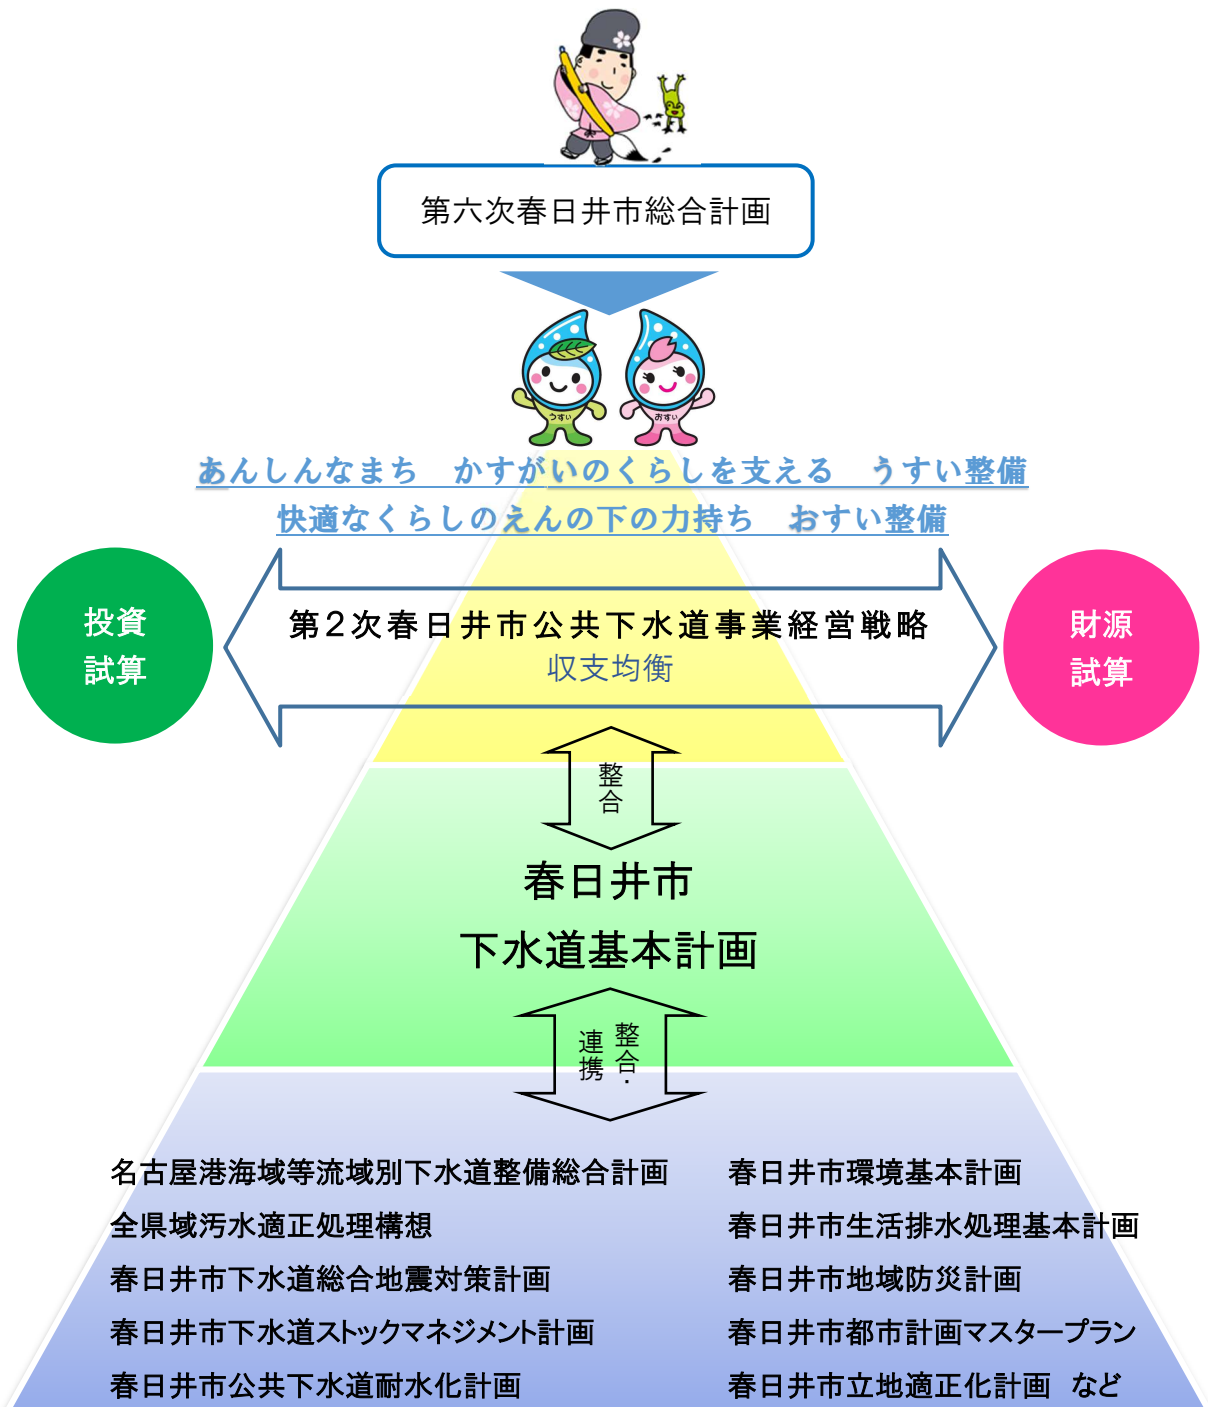 第六次春日井市総合計画
うすい
おすい
あんしんなまち　かすがいのくらしを支える　うすい整備
快適なくらしのえんの下の力持ち　おすい整備
投資
試算
第2次春日井市公共下水道事業経営戦略
収支均衡
財源
試算
整合
春日井市
下水道基本計画
整合・
連携
名古屋港海域等流域別下水道整備総合計画
全県域汚水適正処理構想
春日井市下水道総合地震対策計画
春日井市下水道ストックマネジメント計画
春日井市公共下水道耐水化計画
春日井市環境基本計画
春日井市生活排水処理基本計画
春日井市地域防災計画
春日井市都市計画マスタープラン
春日井市立地適正化計画　など